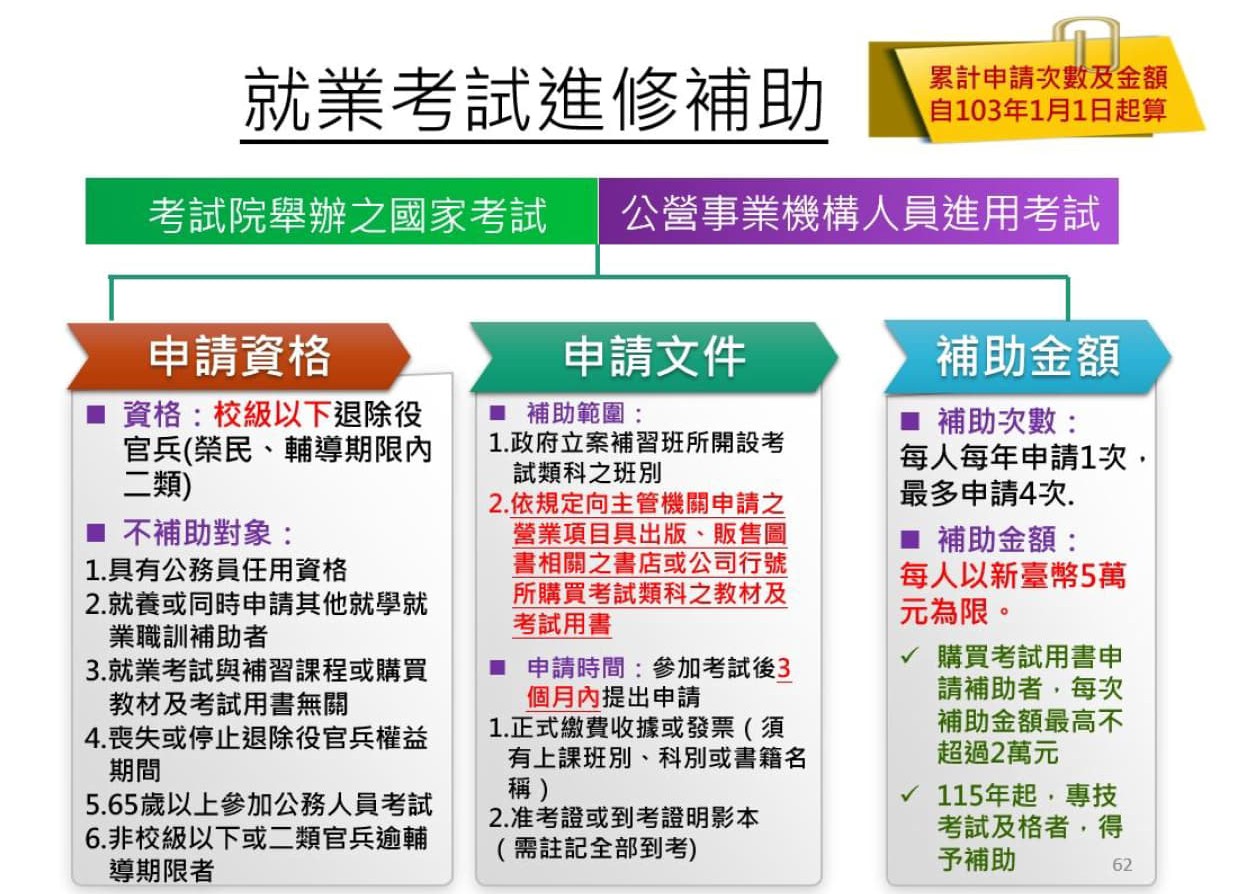 就業考試進修補助
累計申請次數及金額
自103年1月1日起算
考試院舉辦之國家考試
公營事業機構人員進用考試
申請資格
■ 資格：校級以下退除役
官兵(榮民、輔導期限內
二類)
■ 不補助對象：
1.具有公務員任用資格
2.就養或同時申請其他就學就
業職訓補助者
3.就業考試與補習課程或購買
教材及考試用書無關
4.喪失或停止退除役官兵權益
期間
5.65歲以上參加公務人員考試
6.非校級以下或二類官兵逾輔
導期限者
申請文件
■ 補助範圍：
1.政府立案補習班所開設考
試類科之班別
2.依規定向主管機關申請之
營業項目具出版、販售圖
書相關之書店或公司行號
所購買考試類科之教材及
考試用書
■ 申請時間：參加考試後3
個月內提出申請
1.正式繳費收據或發票（須
有上課班別、科別或書籍名
稱）
2.准考證或到考證明影本
（需註記全部到考)
補助金額
■ 補助次數：
每人每年申請1次，
最多申請4次.
■ 補助金額：
每人以新臺幣5萬
元為限。
✓ 購買考試用書申
請補助者，每次
補助金額最高不
超過2萬元
✓ 115年起，專技
考試及格者，得
予補助
62